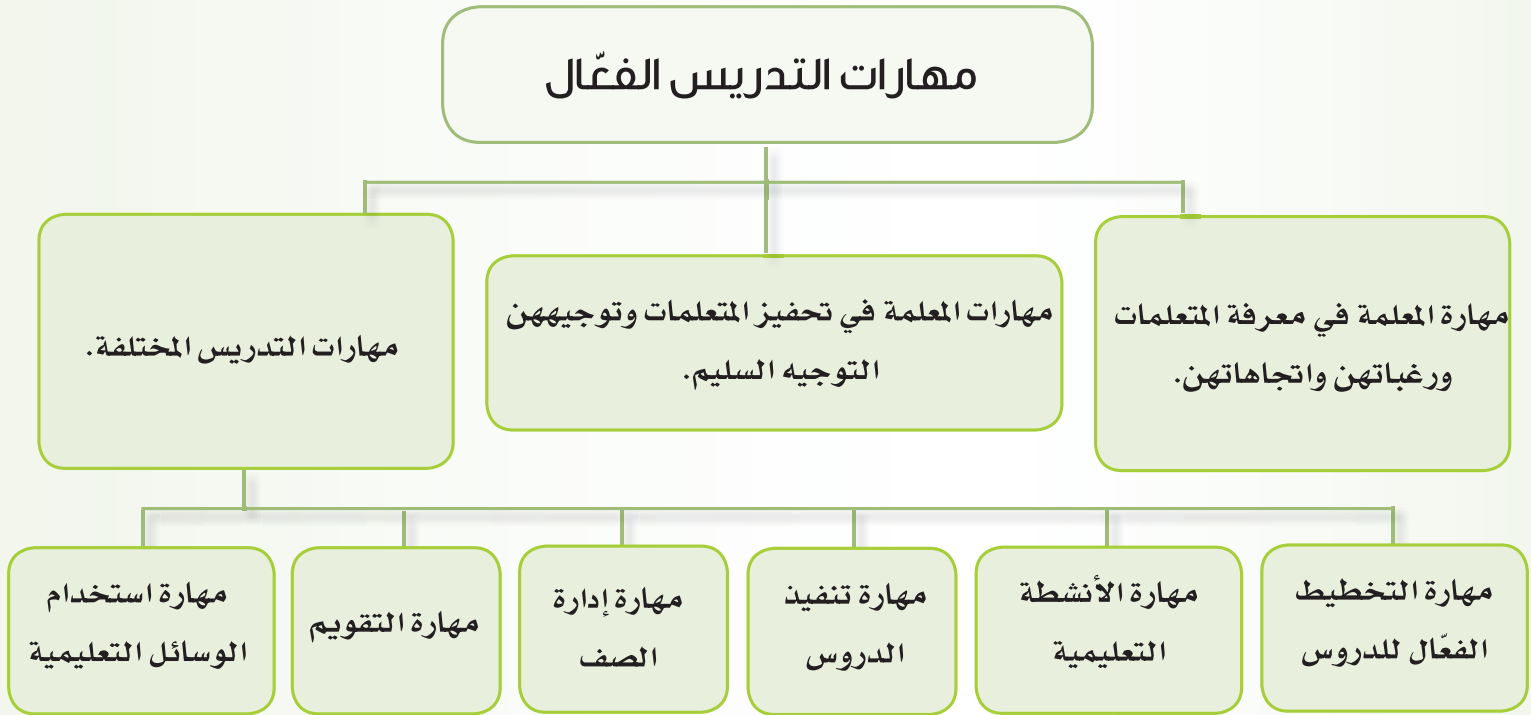 مهارات التدريس الفعّال
مهارة المعلمة في معرفة المتعلمات
ورغباتهن واتجاهاتهن.
مهارات المعلمة في تحفيز المتعلمات وتوجيههن
التوجيه السليم.
مهارات التدريس المختلفة.
مهارة التخطيط
الفعّال للدروس
مهارة الأنشطة
التعليمية
مهارة تنفيذ
الدروس
مهارة إدارة
الصف
مهارة التقويم
مهارة استخدام
الوسائل التعليمية